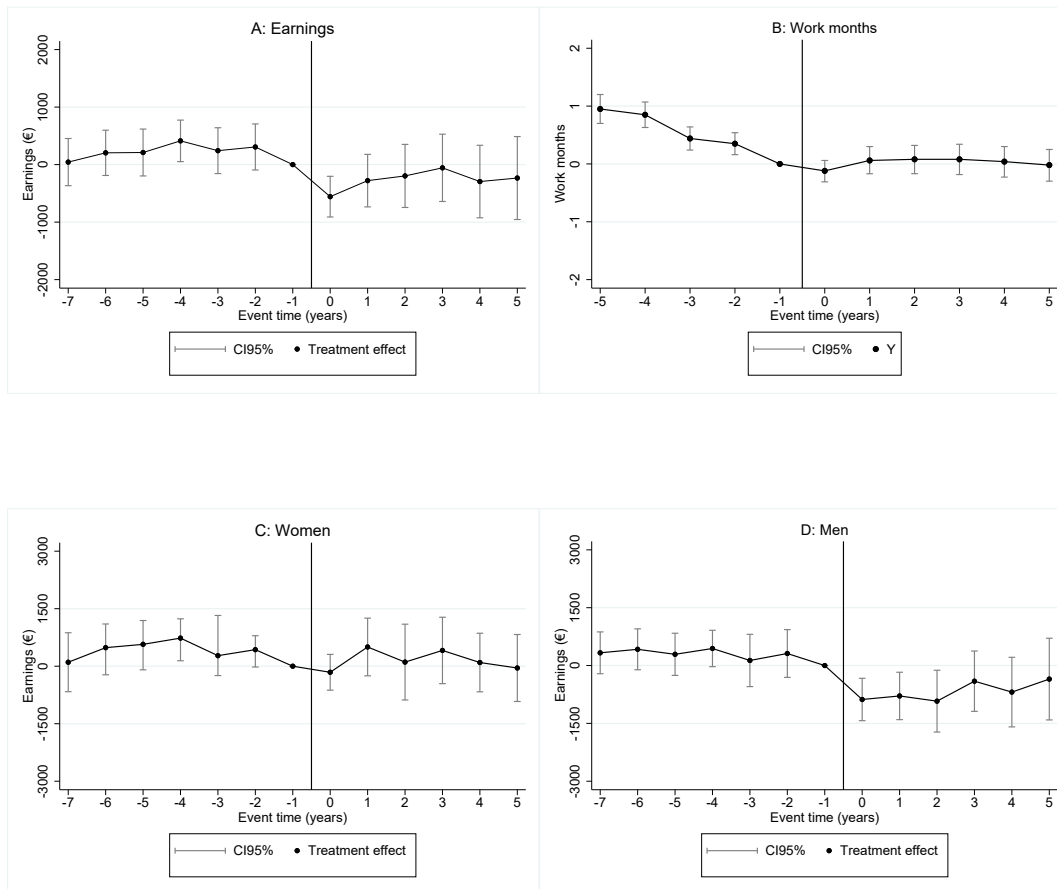 A: Earnings
Earnings (€)
2000
1000
0
-1000
-2000
-7 -6 -5 -4 -3 -2 -1 0 1 2 3 4 5
Event time (years)
CI95% Treatment effect
B: Work months
Work months
2
1
0
-1
-2
-5 -4 -3 -2 -1 0 1 2 3 4 5
Event time (years)
CI95% Y
C: Women
Earnings (€)
3000
1500
0
-1500
-3000
-7 -6 -5 -4 -3 -2 -1 0 1 2 3 4 5
Event time (years)
CI95% Treatment effect
D: Men
Earnings (€)
3000
1500
0
-1500
-3000
-7 -6 -5 -4 -3 -2 -1 0 1 2 3 4 5
Event time (years)
CI95% Treatment effect